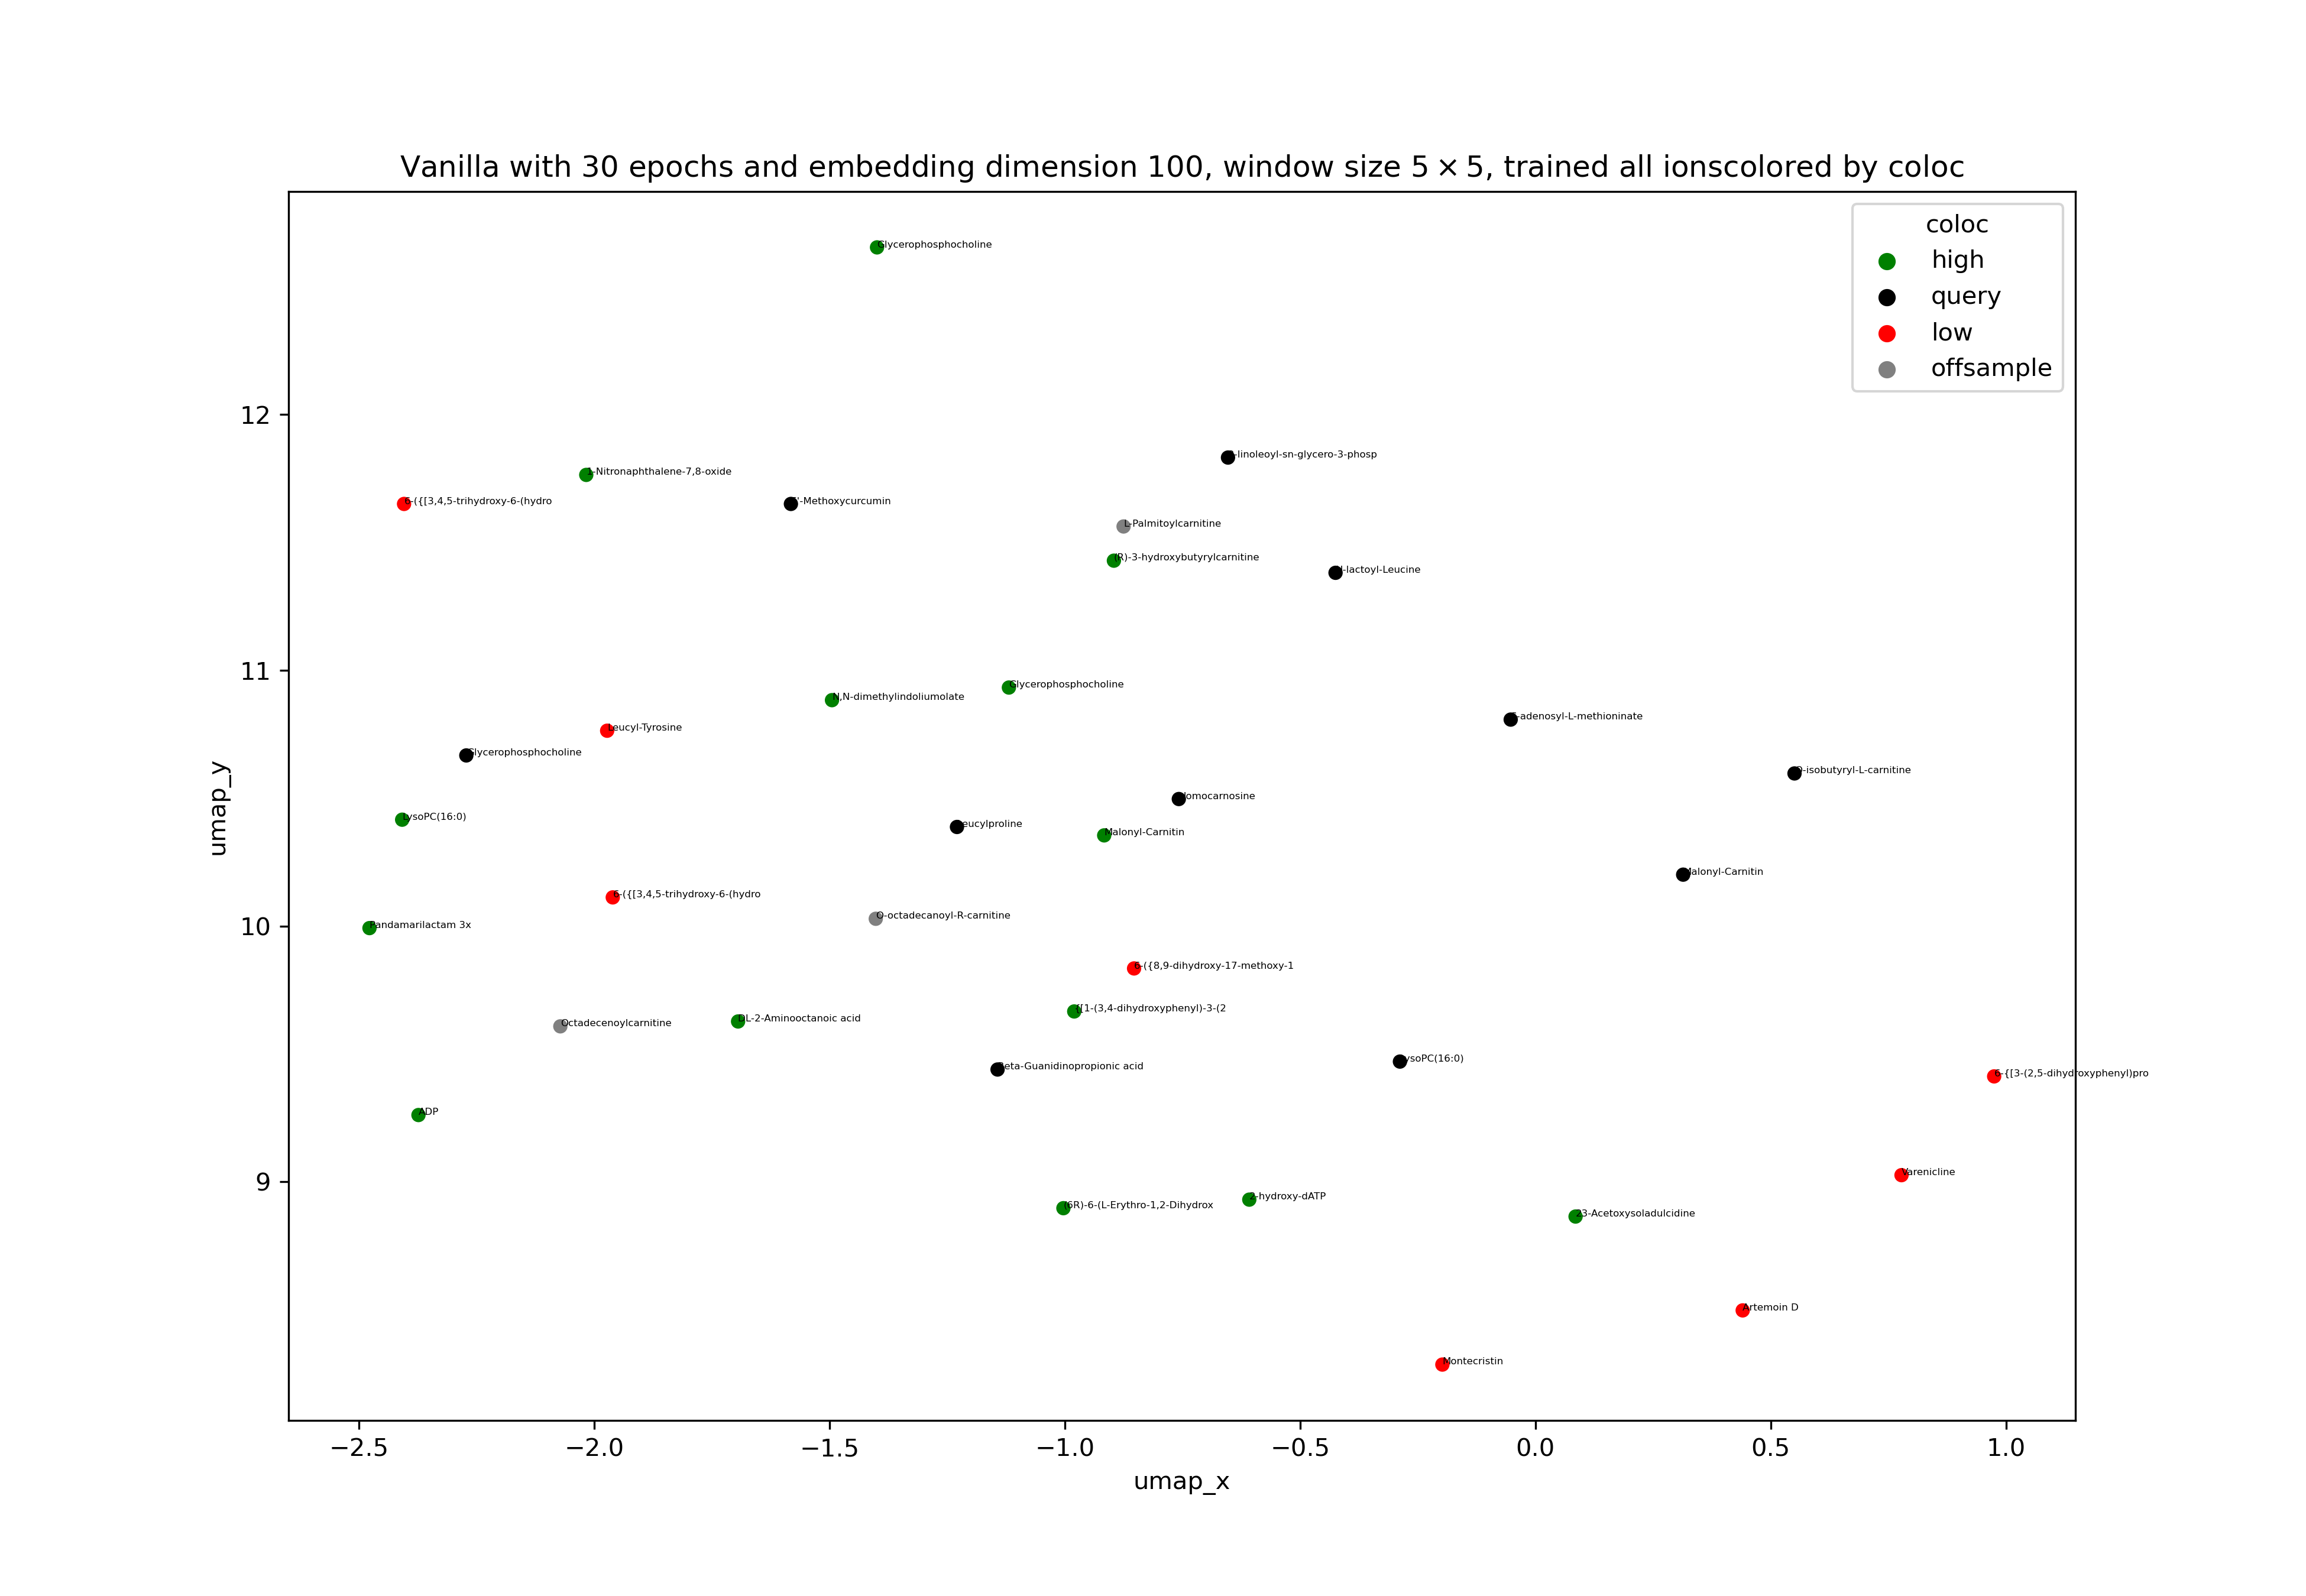 Vanilla with 30 epochs and embedding dimension 100, window size 5 × 5, trained all ionscolored by coloc
coloc
high
query
low
offsample
Glycerophosphocholine
-linoleoyl-sn-glycero-3-phosp
1-Nitronaphthalene-7,8-oxide
6-({[3,4,5-trihydroxy-6-(hydro
'-Methoxycurcumin
L-Palmitoylcarnitine
(R)-3-hydroxybutyrylcarnitine
-lactoyl-Leucine
Glycerophosphocholine
N,N-dimethylindoliumolate
S-adenosyl-L-methioninate
Leucyl-Tyrosine
Glycerophosphocholine
O-isobutyryl-L-carnitine
Homocarnosine
LysoPC(16:0)
Leucylproline
Malonyl-Carnitin
Malonyl-Carnitin
6-({[3,4,5-trihydroxy-6-(hydro
O-octadecanoyl-R-carnitine
Pandamarilactam 3x
6-({8,9-dihydroxy-17-methoxy-1
{[1-(3,4-dihydroxyphenyl)-3-(2
DL-2-Aminooctanoic acid
Octadecenoylcarnitine
Beta-Guanidinopropionic acid
LysoPC(16:0)
6-{[3-(2,5-dihydroxyphenyl)pro
ADP
Varenicline
(6R)-6-(L-Erythro-1,2-Dihydrox
2-hydroxy-dATP
23-Acetoxysoladulcidine
Artemoin D
Montecristin
12
11
10
9
umap_y
−2.5 −2.0 −1.5 −1.0 −0.5 0.0 0.5 1.0
umap_x